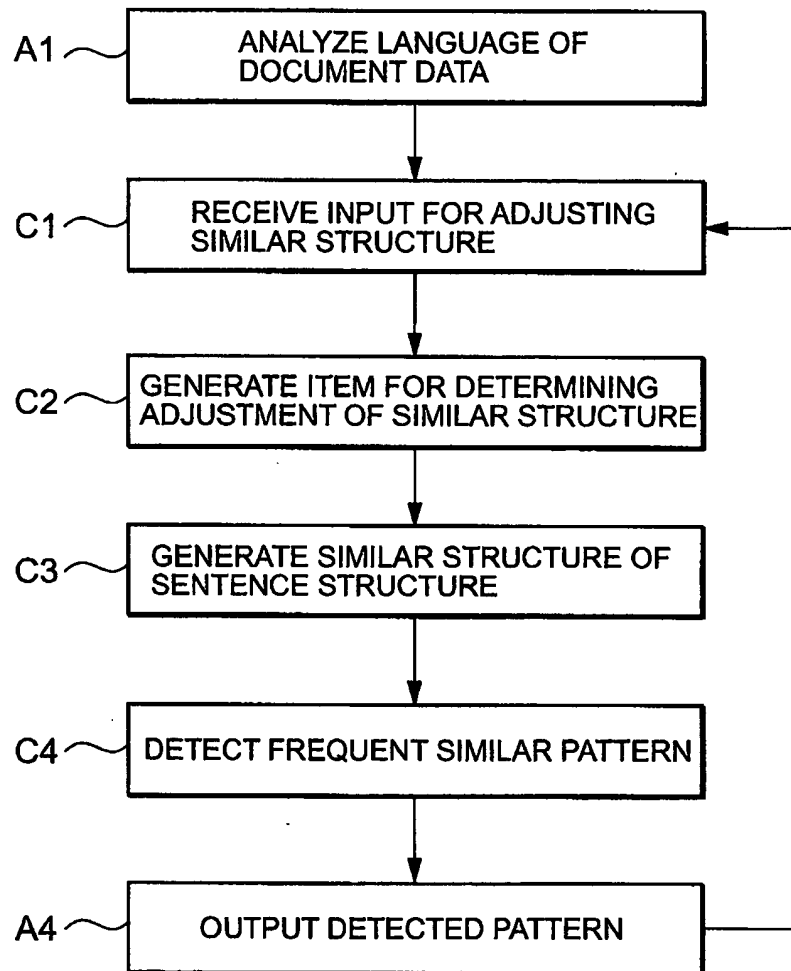 A1
ANALYZE LANGUAGE OF
DOCUMENT DATA
C1
RECEIVE INPUT FOR ADJUSTING
SIMILAR STRUCTURE
C2
GENERATE ITEM FOR DETERMINING
ADJUSTMENT OF SIMILAR STRUCTURE
C3
GENERATE SIMILAR STRUCTURE OF
SENTENCE STRUCTURE
C4
DETECT FREQUENT SIMILAR PATTERN
A4
OUTPUT DETECTED PATTERN